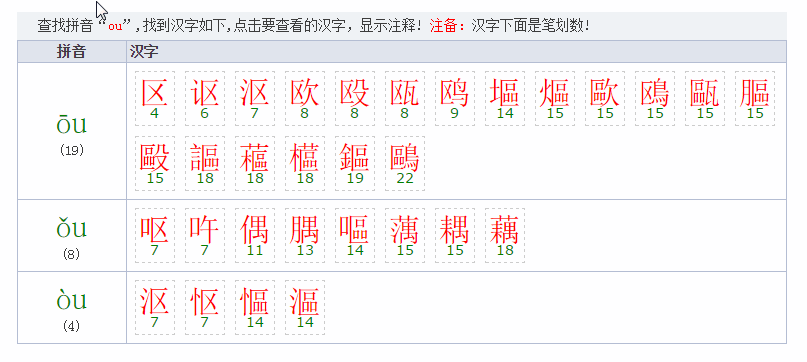 查找拼音“ou”,找到汉字如下,点击要查看的汉字,显示注释! 注备:汉字下面是笔划数!
拼音 汉字
ōu
(19)
区 讴 沤 欧 殴 瓯 鸥 塸 熰 歐 鴎 甌 膒
4 6 7 8 8 8 9 14 15 15 15 15 15
毆 謳 藲 櫙 鏂 鷗
15 18 18 18 19 22
ǒu
(8)
呕 吘 偶 腢 嘔 蕅 耦 藕
7 7 11 13 14 15 15 18
òu
(4)
沤 怄 慪 漚
7 7 14 14